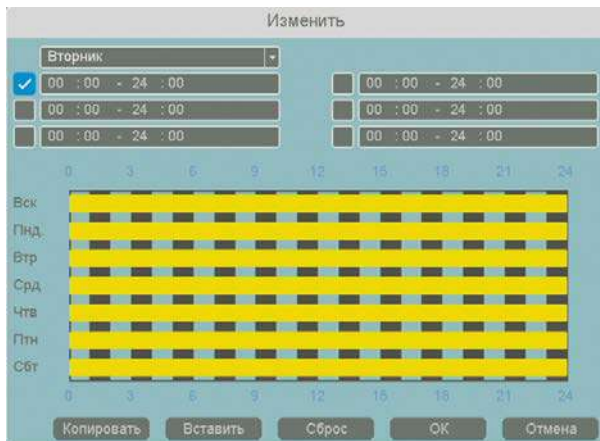 Изменить
Вторник
00 :00 - 24 :00 00 :00 - 24 :00
00 :00 - 24 :00 00 :00 - 24 :00
00 :00 - 24 :00 00 :00 - 24 :00
0 3 6 9 12 15 18 21 24
Вск
Пнд
Втр
Срд
Чтв
Птн
Сбт
0 3 6 9 12 15 18 21 24
Копировать Вставить Сброс ОК Отмена